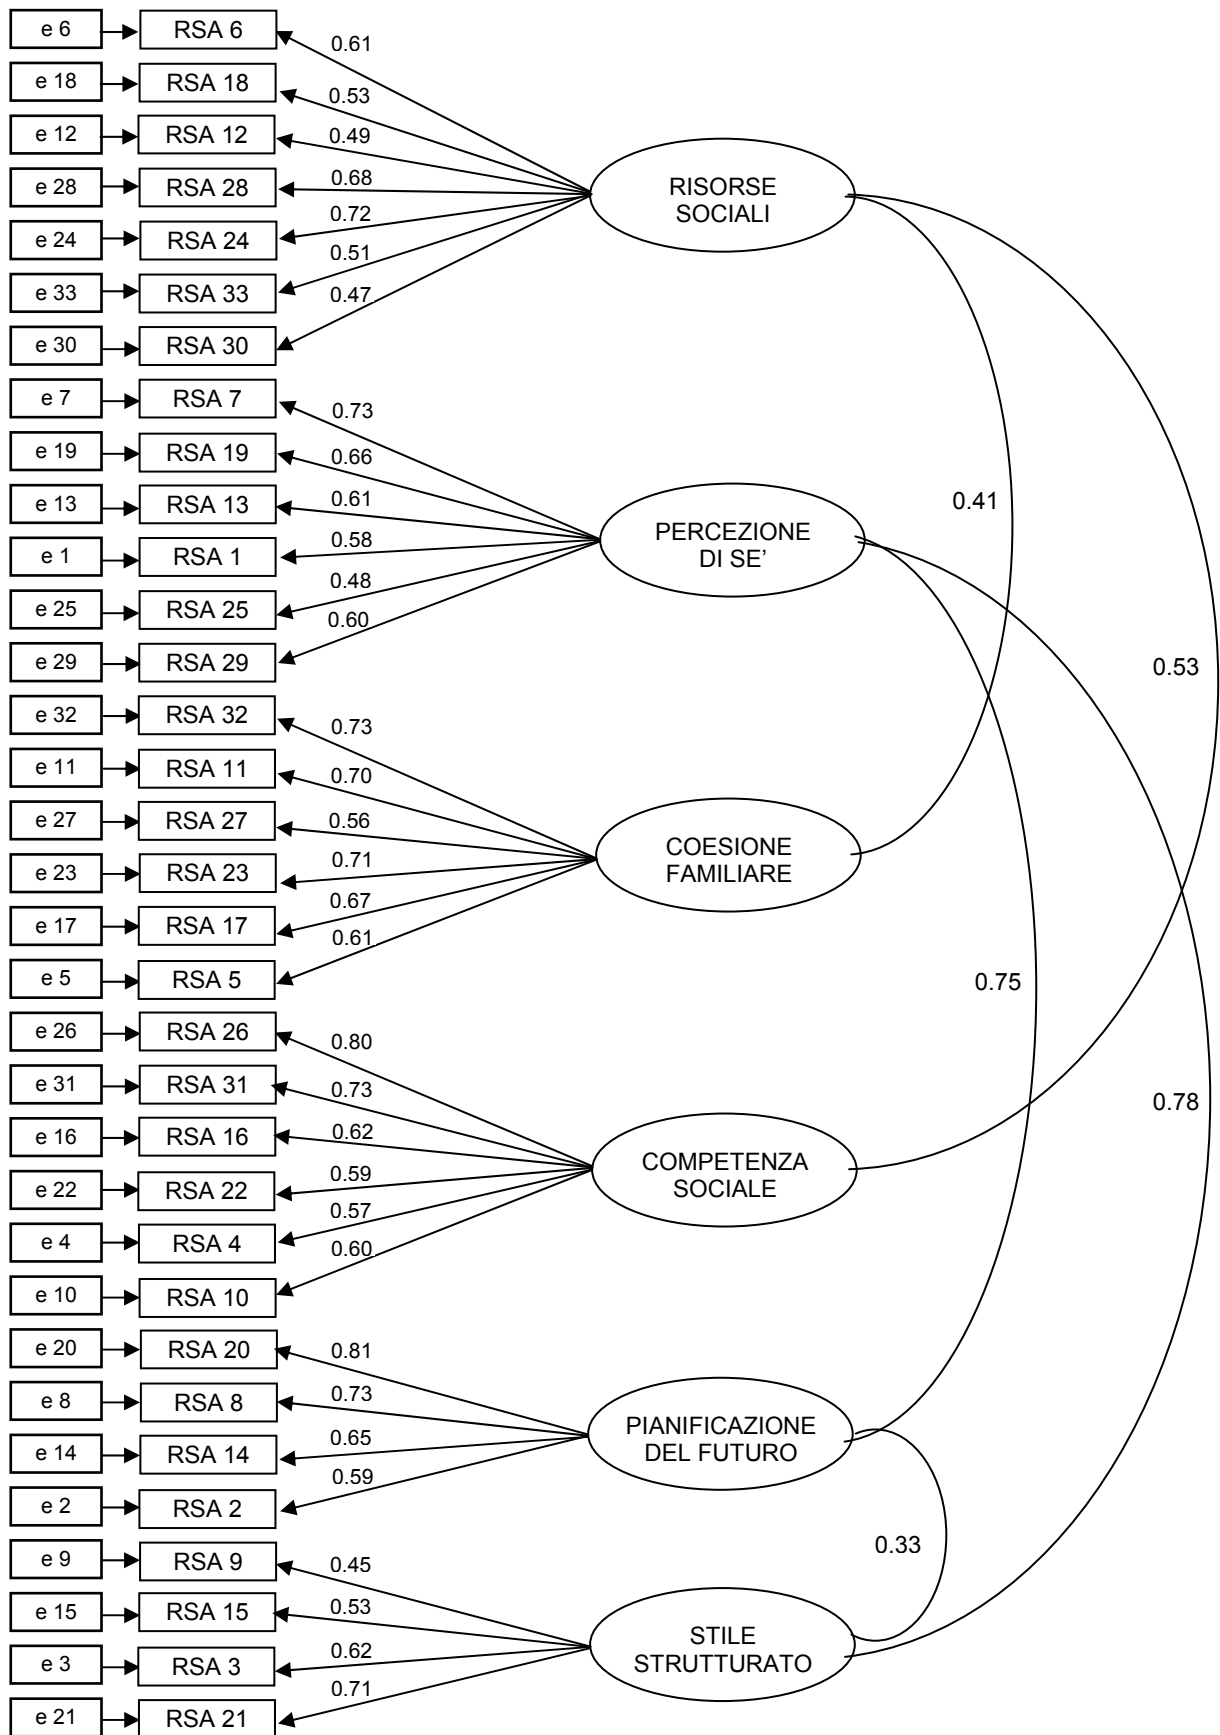 e 6 RSA 6 0.61
e 18 RSA 18 0.53
e 12 RSA 12 0.49
e 28 RSA 28 0.68
e 24 RSA 24 0.72
e 33 RSA 33 0.51
e 30 RSA 30 0.47
RISORSE
SOCIALI
e 7 RSA 7 0.73
e 19 RSA 19 0.66
e 13 RSA 13 0.61
e 1 RSA 1 0.58
e 25 RSA 25 0.48
e 29 RSA 29 0.60
PERCEZIONE
DI SE’
0.41
0.53
e 32 RSA 32 0.73
e 11 RSA 11 0.70
e 27 RSA 27 0.56
e 23 RSA 23 0.71
e 17 RSA 17 0.67
e 5 RSA 5 0.61
COESIONE
FAMILIARE
0.75
e 26 RSA 26 0.80
e 31 RSA 31 0.73
e 16 RSA 16 0.62
e 22 RSA 22 0.59
e 4 RSA 4 0.57
e 10 RSA 10 0.60
COMPETENZA
SOCIALE
0.78
e 20 RSA 20 0.81
e 8 RSA 8 0.73
e 14 RSA 14 0.65
e 2 RSA 2 0.59
PIANIFICAZIONE
DEL FUTURO
0.33
e 9 RSA 9 0.45
e 15 RSA 15 0.53
e 3 RSA 3 0.62
e 21 RSA 21 0.71
STILE
STRUTTURATO